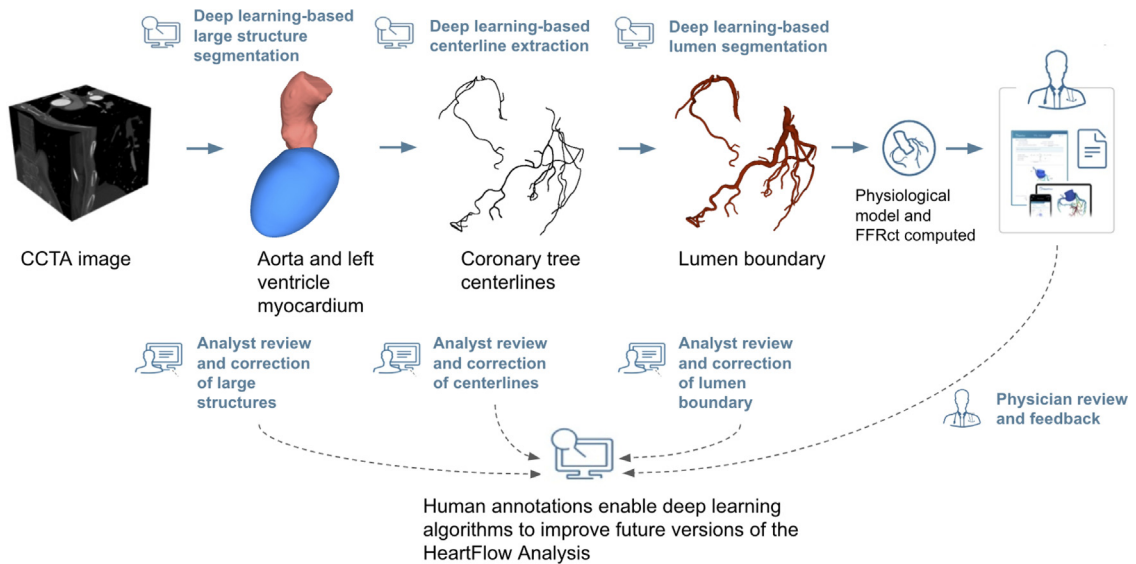 Deep learning-based
large structure
segmentation
Deep learning-based
centerline extraction
Deep learning-based
lumen segmentation
CCTA image
Aorta and left
ventricle
myocardium
Coronary tree
centerlines
Lumen boundary
Physiological
model and
FFRct computed
Analyst review
and correction
of large
structures
Analyst review
and correction
of centerlines
Analyst review
and correction
of lumen
boundary
Physician review
and feedback
Human annotations enable deep learning
algorithms to improve future versions of the
HeartFlow Analysis